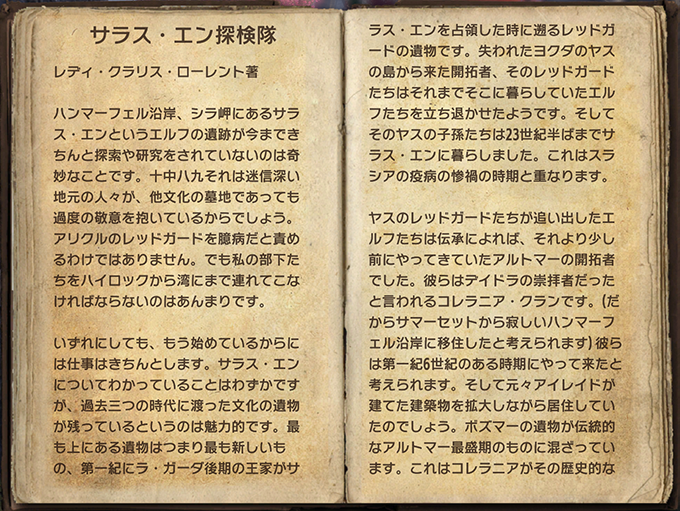 サラス・エン探検隊
レディ・クラリス・ローレント著
ハンマーフェル沿岸、シラ岬にあるサラ
ス・エンというエルフの遺跡が今まできち
んと探索や研究をされていないのは奇
妙なことです。十中八九それは迷信深い
地元の人々が、他文化の墓地であっても
過度の敬意を抱いているからでしょう。
アリクルのレッドガードを臆病だと責め
るわけではありません。でも私の部下た
ちをハイロックから湾にまで連れてこな
ければならないのはあんまりです。
いずれにしても、もう始めているからに
は仕事はきちんとします。サラス・エン
についてわかっていることはわずかです
が、過去三つの時代に渡った文化の遺物
が残っているというのは魅力的です。最
も上にある遺物はつまり最も新しいも
の、第一紀にラ・ガーダ後期の王家がサ
ラス・エンを占領した時に遡るレッドガ
ードの遺物です。失われたヨクダのヤス
の島から来た開拓者、そのレッドガード
たちはそれまでそこに暮らしていたエル
フたちを立ち退かせたようです。そして
そのヤスの子孫たちは23世紀半ばまでサ
ラス・エンに暮らしました。これはスラ
シアの疫病の惨禍の時期と重なります。
ヤスのレッドガードたちが追い出したエ
ルフたちは伝承によれば、それより少し
前にやってきていたアルトマーの開拓者
でした。彼らはデイドラの崇拝者だった
と言われるコレラニア・クランです。(だ
からサマーセットから寂しいハンマーフ
ェル沿岸に移住したと考えられます)彼ら
は第一紀6世紀のある時期にやって来たと
考えられます。そして元々アイレイドが
建てた建築物を拡大しながら居住してい
たのでしょう。ボズマーの遺物が伝統的
なアルトマー最盛期のものに混ざってい
ます。これはコレラニアがその歴史的な